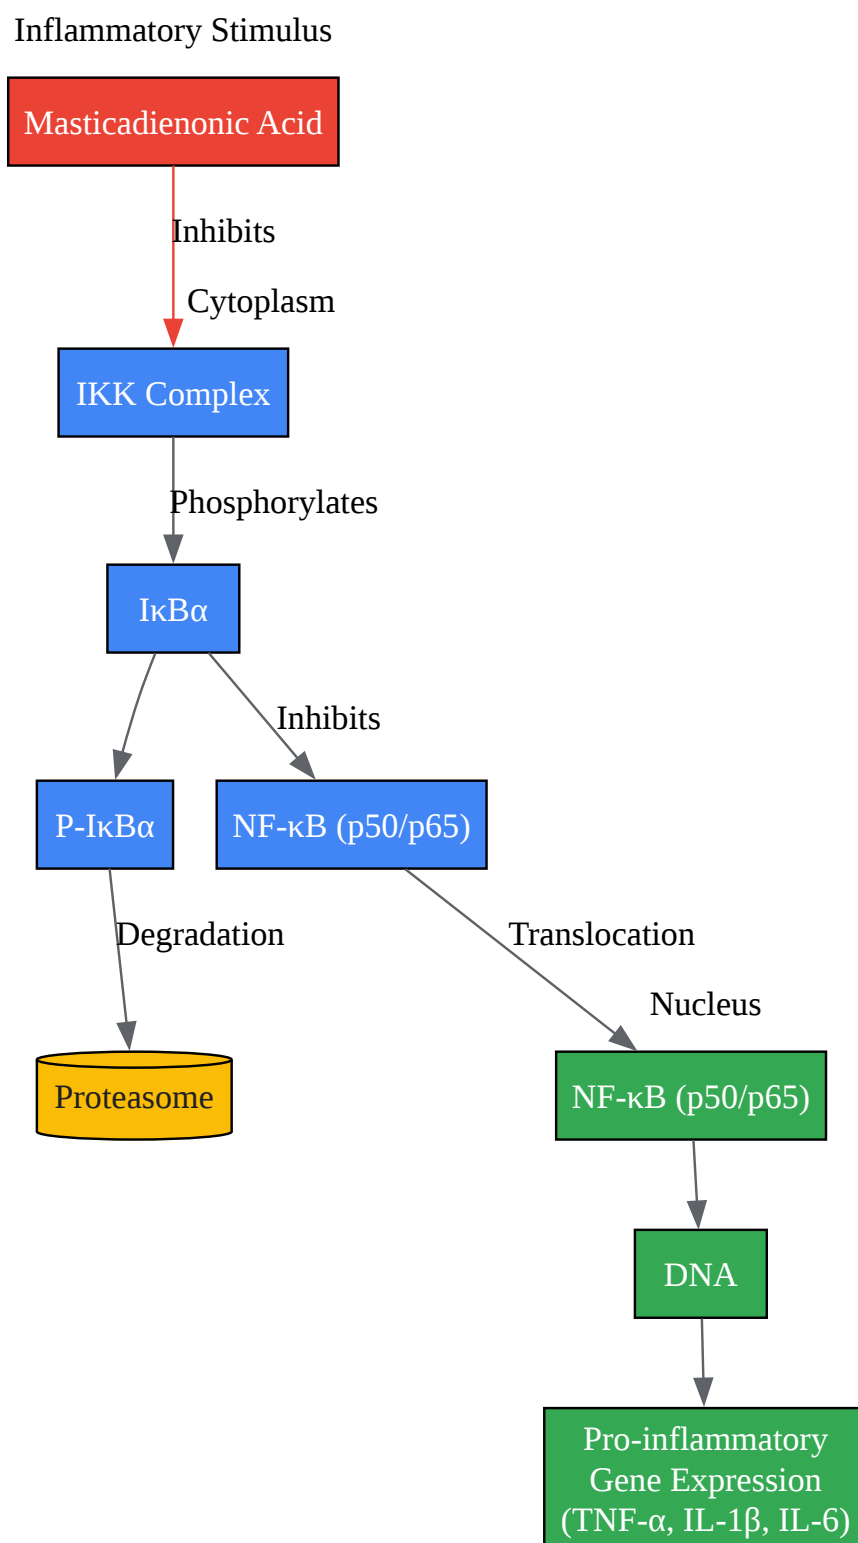 Inflammatory Stimulus
Masticadienonic Acid
Inhibits
Cytoplasm
IKK Complex
Phosphorylates
IκBα
Inhibits
P-IκBα
NF-κB (p50/p65)
Degradation
Translocation
Nucleus
Proteasome
NF-κB (p50/p65)
DNA
Pro-inflammatory
Gene Expression
(TNF-α, IL-1β, IL-6)